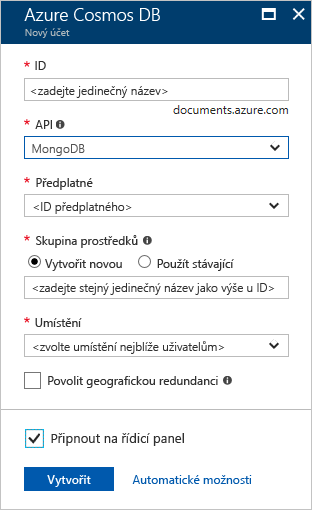 Azure Cosmos DB
Nový účet
* ID
<zadejte jedinečný název>
documents.azure.com
* API
MongoDB
* Předplatné
<ID předplatného>
* Skupina prostředků
Vytvořit novou Použít stávající
<zadejte stejný jedinečný název jako výše u ID>
* Umístění
<zvolte umístění nejblíže uživatelům>
Povolit geografickou redundanci
Připnout na řídicí panel
Vytvořit Automatické možnosti